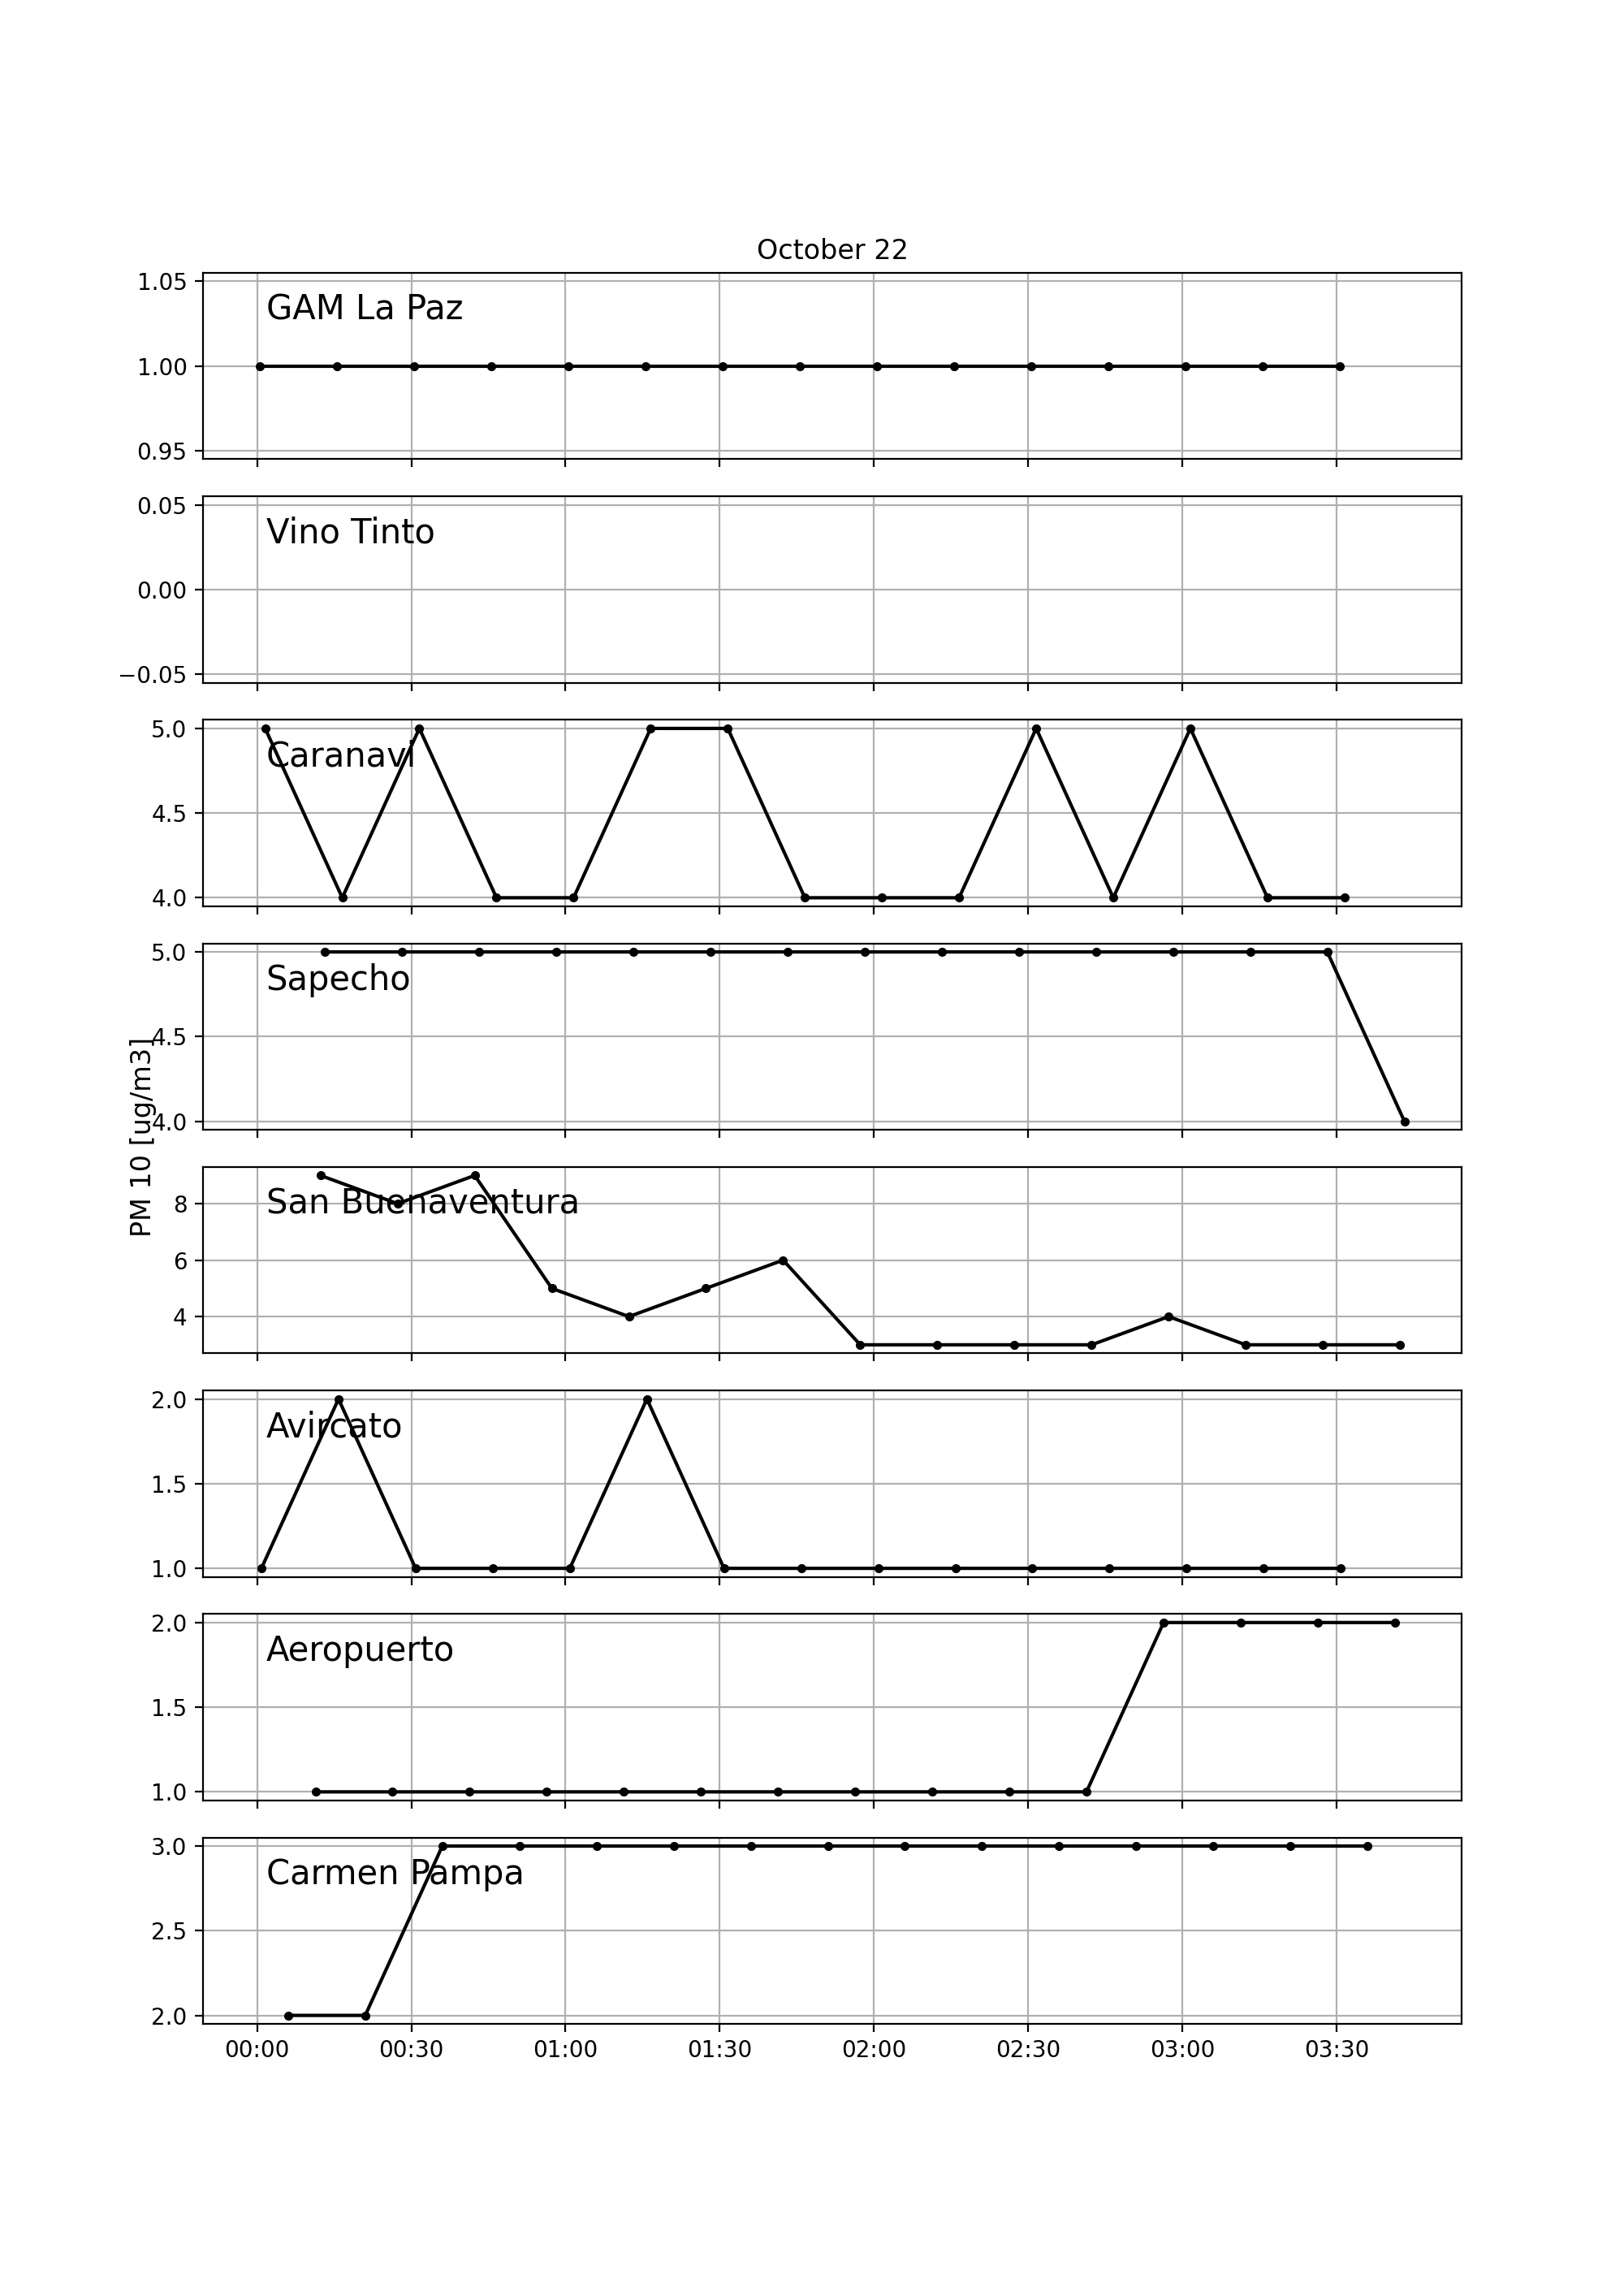 October 22
1.05
GAM La Paz
1.00
0.95
0.05
Vino Tinto
0.00
−0.05
5.0
Caranavi
4.5
4.0
5.0
Sapecho
4.5
4.0
PM 10 [ug/m3]
8
San Buenaventura
6
4
2.0
Avircato
1.5
1.0
2.0
Aeropuerto
1.5
1.0
3.0
Carmen Pampa
2.5
2.0
00:00 00:30 01:00 01:30 02:00 02:30 03:00 03:30